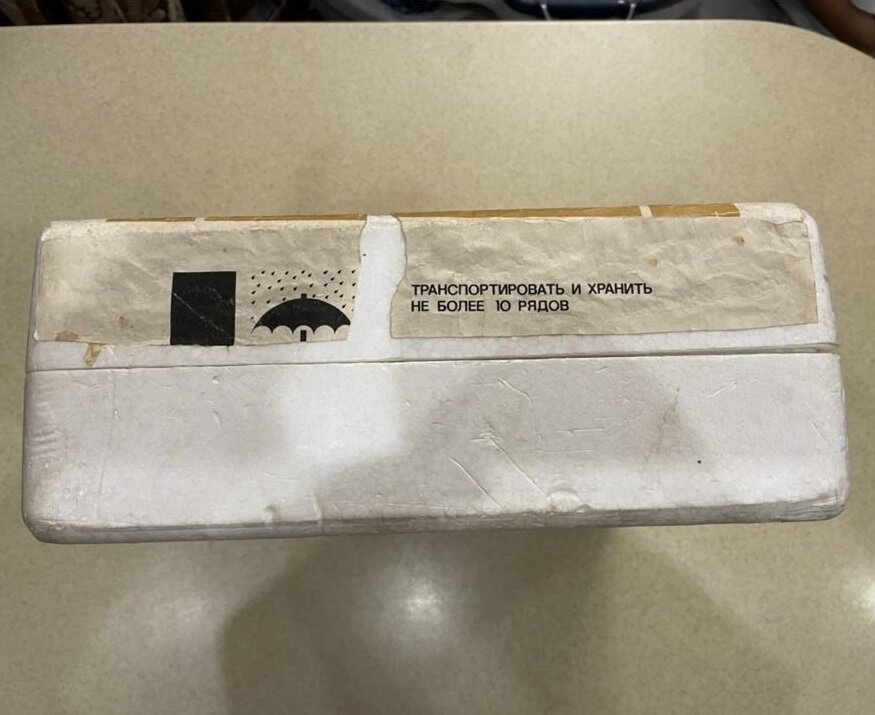 ТРАНСПОРТИРОВАТЬ И ХРАНИТЬ
НЕ БОЛЕЕ 10 РЯДОВ